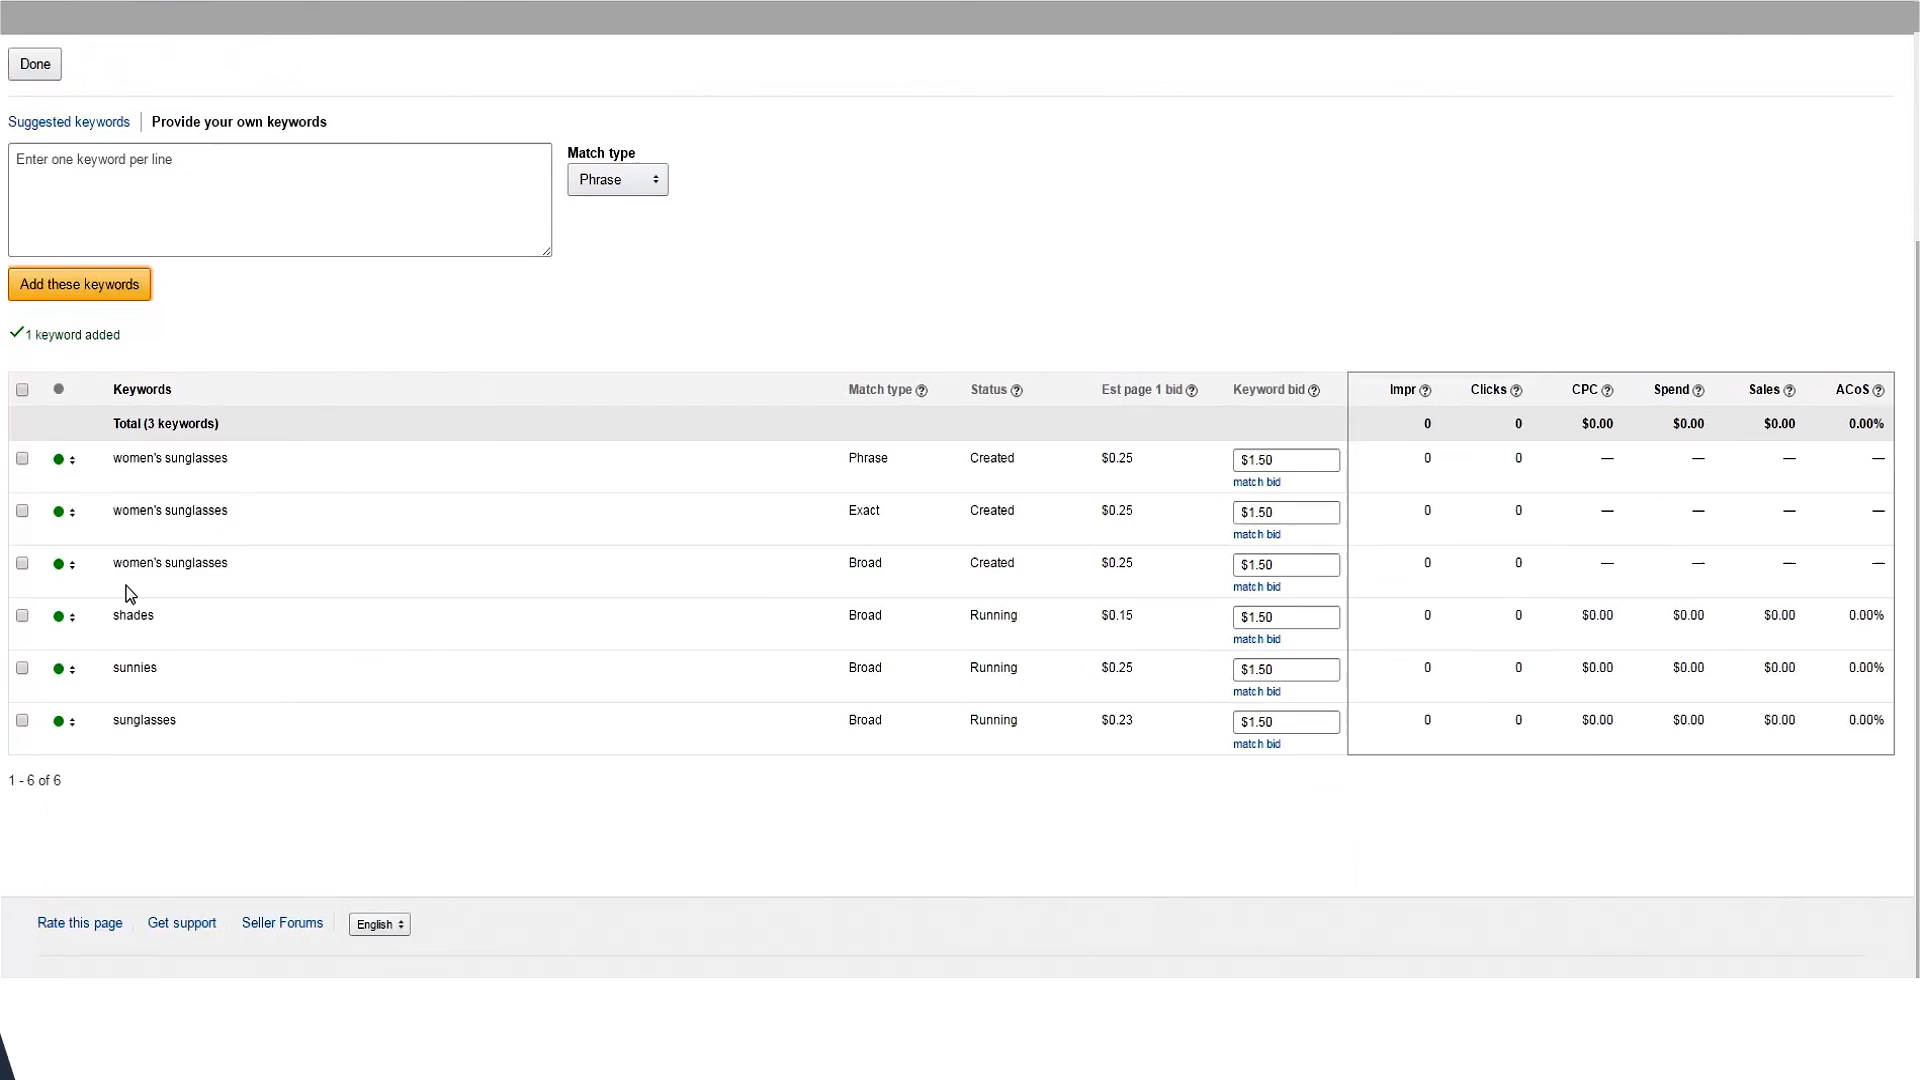 Done
Suggested keywords Provide your own keywords
Enter one keyword per line
Match type
Phrase
Add these keywords
1 keyword added
Keywords Match type Status Est page 1 bid Keyword bid Impr Clicks CPC Spend Sales ACoS
Total (3 keywords) 0 0 $0.00 $0.00 $0.00 0.00%
women's sunglasses Phrase Created $0.25 $1.50 0 0 — — — —
match bid
women's sunglasses Exact Created $0.25 $1.50 0 0 — — — —
match bid
women's sunglasses Broad Created $0.25 $1.50 0 0 — — — —
match bid
shades Broad Running $0.15 $1.50 0 0 $0.00 $0.00 $0.00 0.00%
match bid
sunnies Broad Running $0.25 $1.50 0 0 $0.00 $0.00 $0.00 0.00%
match bid
sunglasses Broad Running $0.23 $1.50 0 0 $0.00 $0.00 $0.00 0.00%
match bid
1 - 6 of 6
Rate this page Get support Seller Forums English